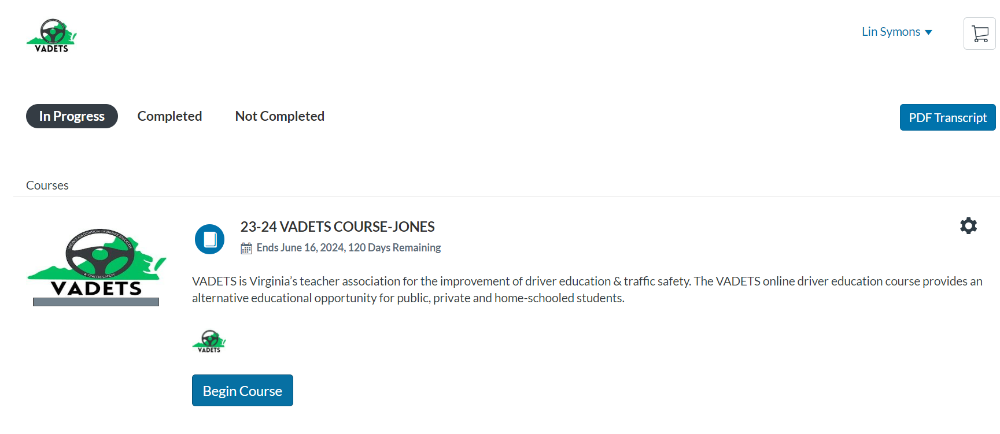 VADETS
Lin Symons
In Progress
Completed
Not Completed
PDF Transcript
Courses
VIRGINIA ASSOCIATION OF DRIVER EDUCATION
& TRAFFIC SAFETY
VADETS
23-24 VADETS COURSE-JONES
Ends June 16, 2024, 120 Days Remaining
VADETS is Virginia’s teacher association for the improvement of driver education & traffic safety. The VADETS online driver education course provides an
alternative educational opportunity for public, private and home-schooled students.
VADETS
Begin Course